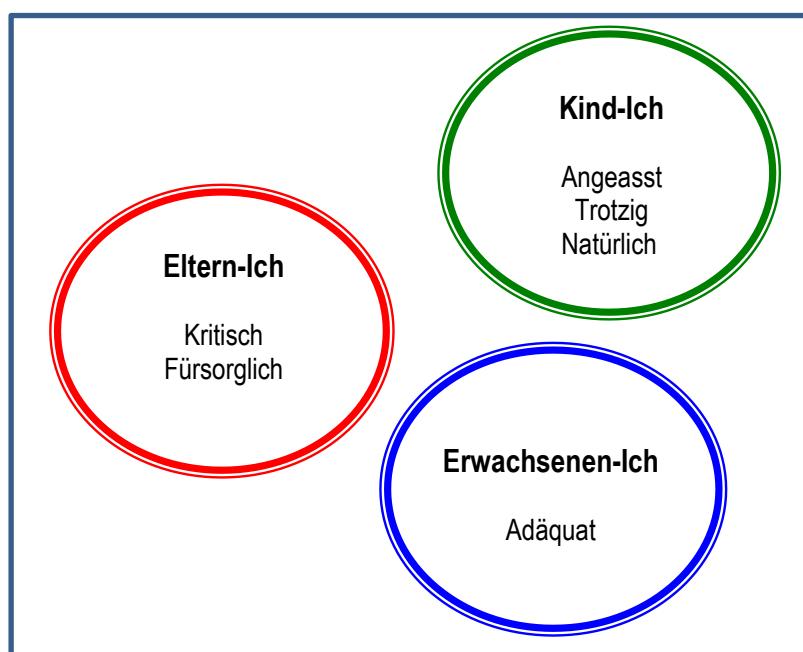 Kind-Ich
Angeasst
Trotzig
Natürlich
Eltern-Ich
Kritisch
Fürsorglich
Erwachsenen-Ich
Adäquat